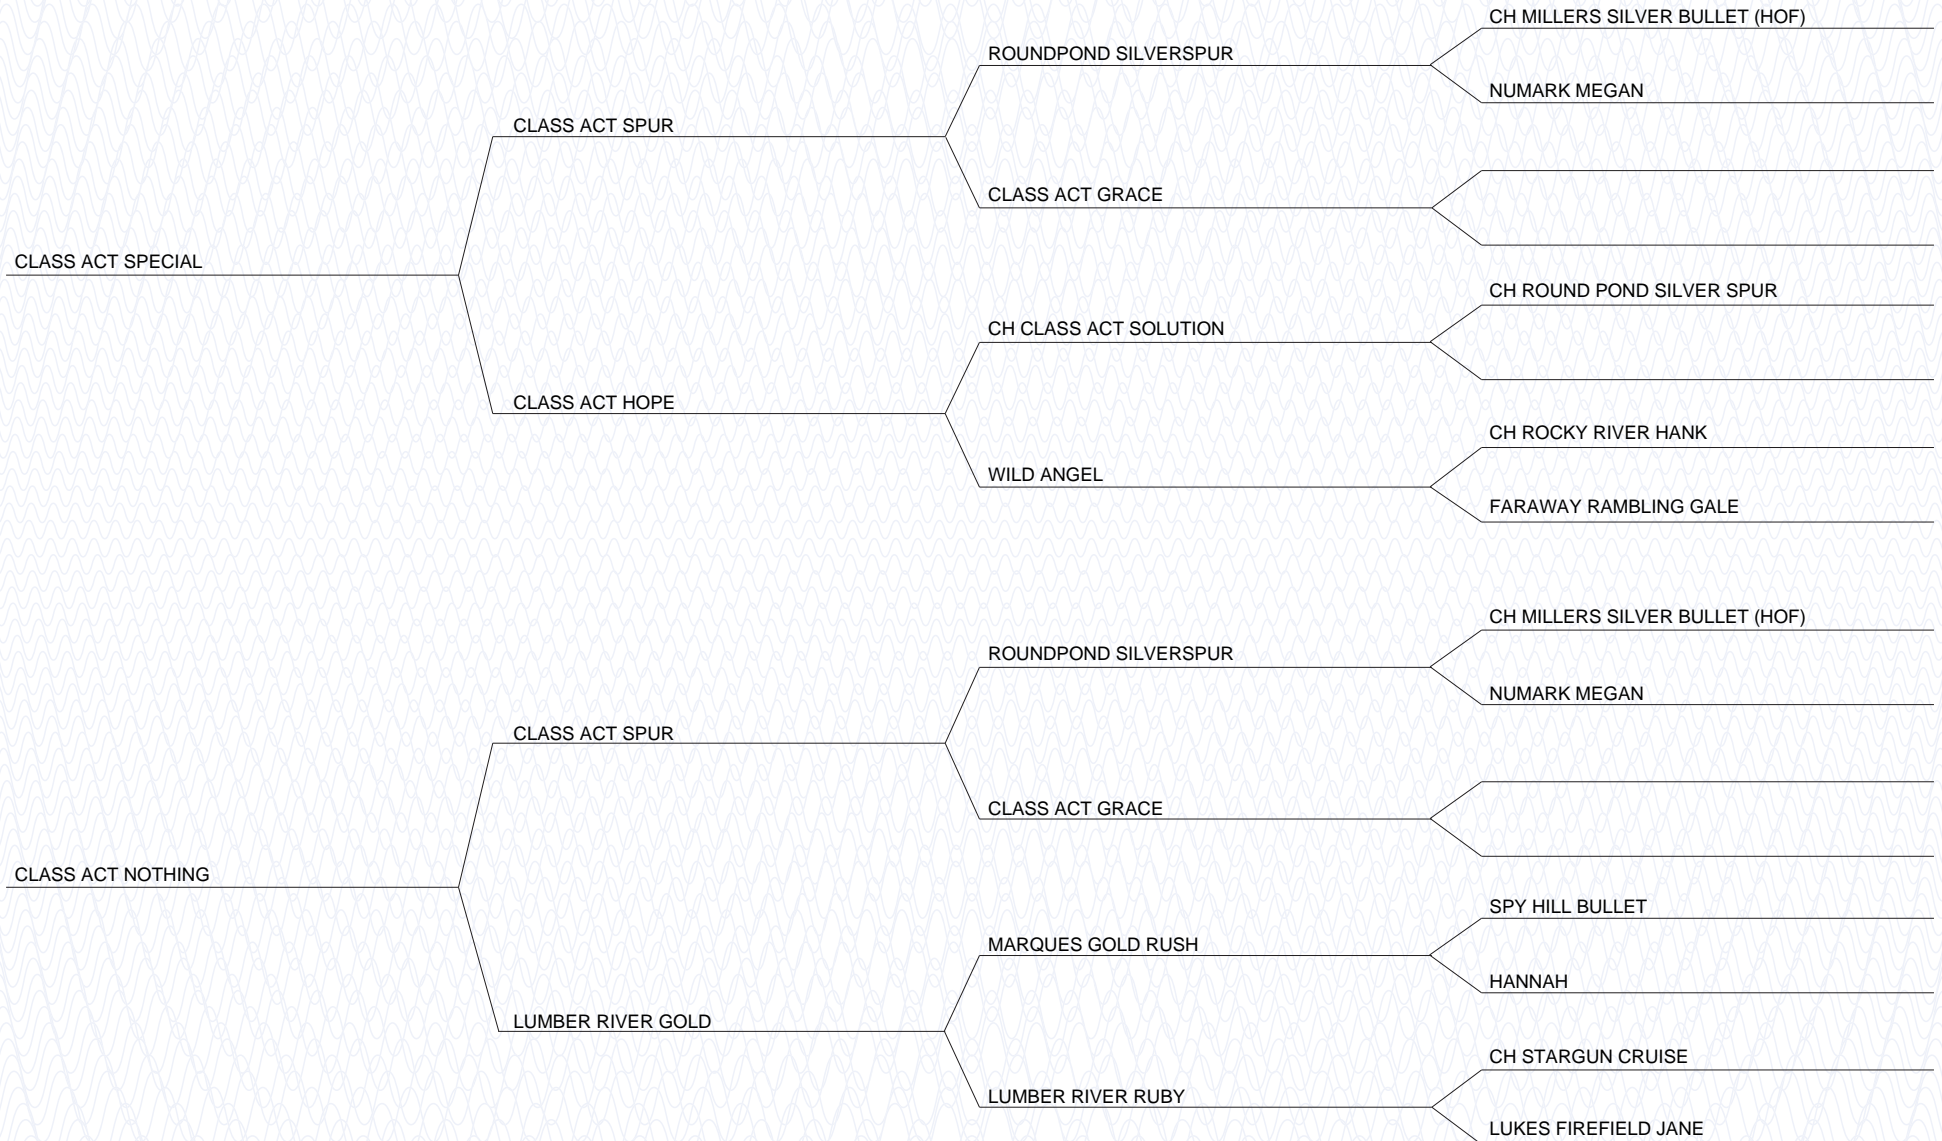 CH MILLERS SILVER BULLET (HOF)
ROUNDPOND SILVERSPUR
NUMARK MEGAN
CLASS ACT SPUR
CLASS ACT GRACE
CLASS ACT SPECIAL
CH ROUND POND SILVER SPUR
CH CLASS ACT SOLUTION
CLASS ACT HOPE
CH ROCKY RIVER HANK
WILD ANGEL
FARAWAY RAMBLING GALE
CH MILLERS SILVER BULLET (HOF)
ROUNDPOND SILVERSPUR
NUMARK MEGAN
CLASS ACT SPUR
CLASS ACT GRACE
CLASS ACT NOTHING
SPY HILL BULLET
MARQUES GOLD RUSH
HANNAH
LUMBER RIVER GOLD
CH STARGUN CRUISE
LUMBER RIVER RUBY
LUKES FIREFIELD JANE